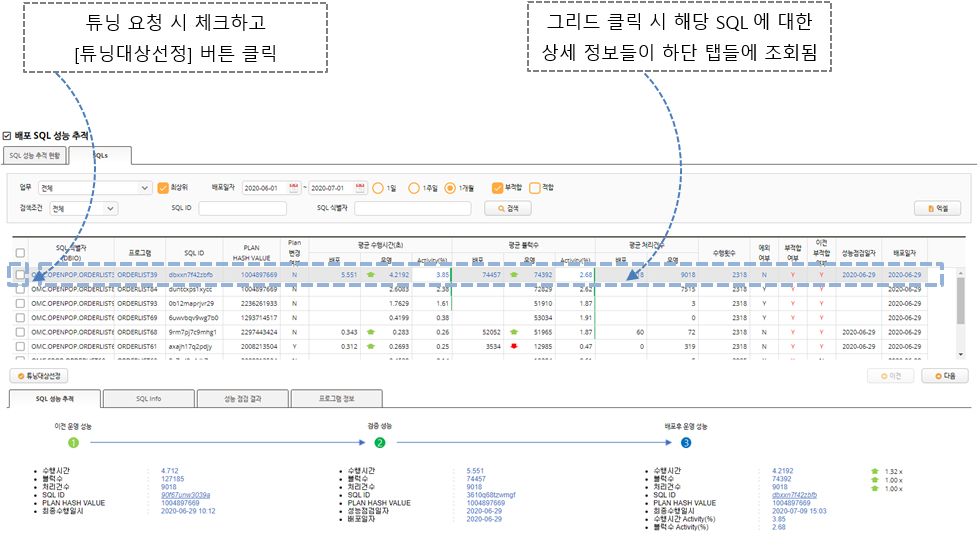 튜닝 요청 시 체크하고
[튜닝대상선정] 버튼 클릭
그리드 클릭 시 해당 SQL 에 대한
상세 정보들이 하단 탭들에 조회됨
배포 SQL 성능 추적
SQL 성능 추적 현황 SQLs
업무 전체 최상위 배포일자 2020-06-01 ~ 2020-07-01 1일 1주일 1개월 부적합 적합
검색조건 전체 SQL ID SQL 식별자 검색 엑셀
SQL 식별자 (DBIO) 프로그램 SQL ID PLAN HASH VALUE Plan 변경 평균 수행시간(초) 평균 블럭수 평균 처리건수 수행횟수 예외 여부 부적합 여부 이전 부적합 성능점검일자 배포일자
배포 운영 Activity(%) 배포 운영 Activity(%) 배포 운영
OMC.OPENPOP.ORDERLIST3 ORDERLIST39 dbxxn7f42zbfb 1004897669 N 5.551 4.2192 3.85 74457 74392 2.68 9018 2318 N Y Y 2020-06-29 2020-06-29
OMC.OPENPOP.ORDERLIST8 ORDERLIST84 duntcxps1xycc 1004897669 N 2.6083 2.38 72829 2.62 7515 2318 Y Y Y 2020-06-29
OMC.OPENPOP.ORDERLIST9 ORDERLIST93 0b12maprjvr29 2236261933 N 1.7629 1.61 51910 1.87 3 2318 Y Y Y 2020-06-29
OMC.OPENPOP.ORDERLIST6 ORDERLIST69 6uwvbqv9wg7b0 1293714517 N 0.4199 0.38 53034 1.91 0 2318 Y Y Y 2020-06-29
OMC.OPENPOP.ORDERLIST6 ORDERLIST68 9rm7pj7c9mhg1 2297443424 N 0.343 0.283 0.26 52052 51965 1.87 60 72 2318 N Y Y 2020-06-29 2020-06-29
OMC.OPENPOP.ORDERLIST6 ORDERLIST61 axajh17q2pdjy 2008213504 Y 0.312 0.2693 0.25 3534 12985 0.47 0 319 2318 N Y Y 2020-06-29 2020-06-29
튜닝대상선정 이전 다음
SQL 성능 추적 SQL Info 성능 점검 결과 프로그램 정보
이전 운영 성능 검증 성능 배포후 운영 성능
1 2 3
수행시간 : 4.712
블럭수 : 127185
처리건수 : 9018
SQL ID : 90f67unw3039a
PLAN HASH VALUE : 1004897669
최종수행일시 : 2020-06-29 10:12
수행시간 : 5.551
블럭수 : 74457
처리건수 : 9018
SQL ID : 3610q68tzwmgf
PLAN HASH VALUE : 1004897669
성능점검일자 : 2020-06-29
배포일자 : 2020-06-29
수행시간 : 4.2192 1.32 x
블럭수 : 74392 1.00 x
처리건수 : 9018 1.00 x
SQL ID : dbxxn7f42zbfb
PLAN HASH VALUE : 1004897669
최종수행일시 : 2020-07-09 15:03
수행시간 Activity(%) : 3.85
블럭수 Activity(%) : 2.68